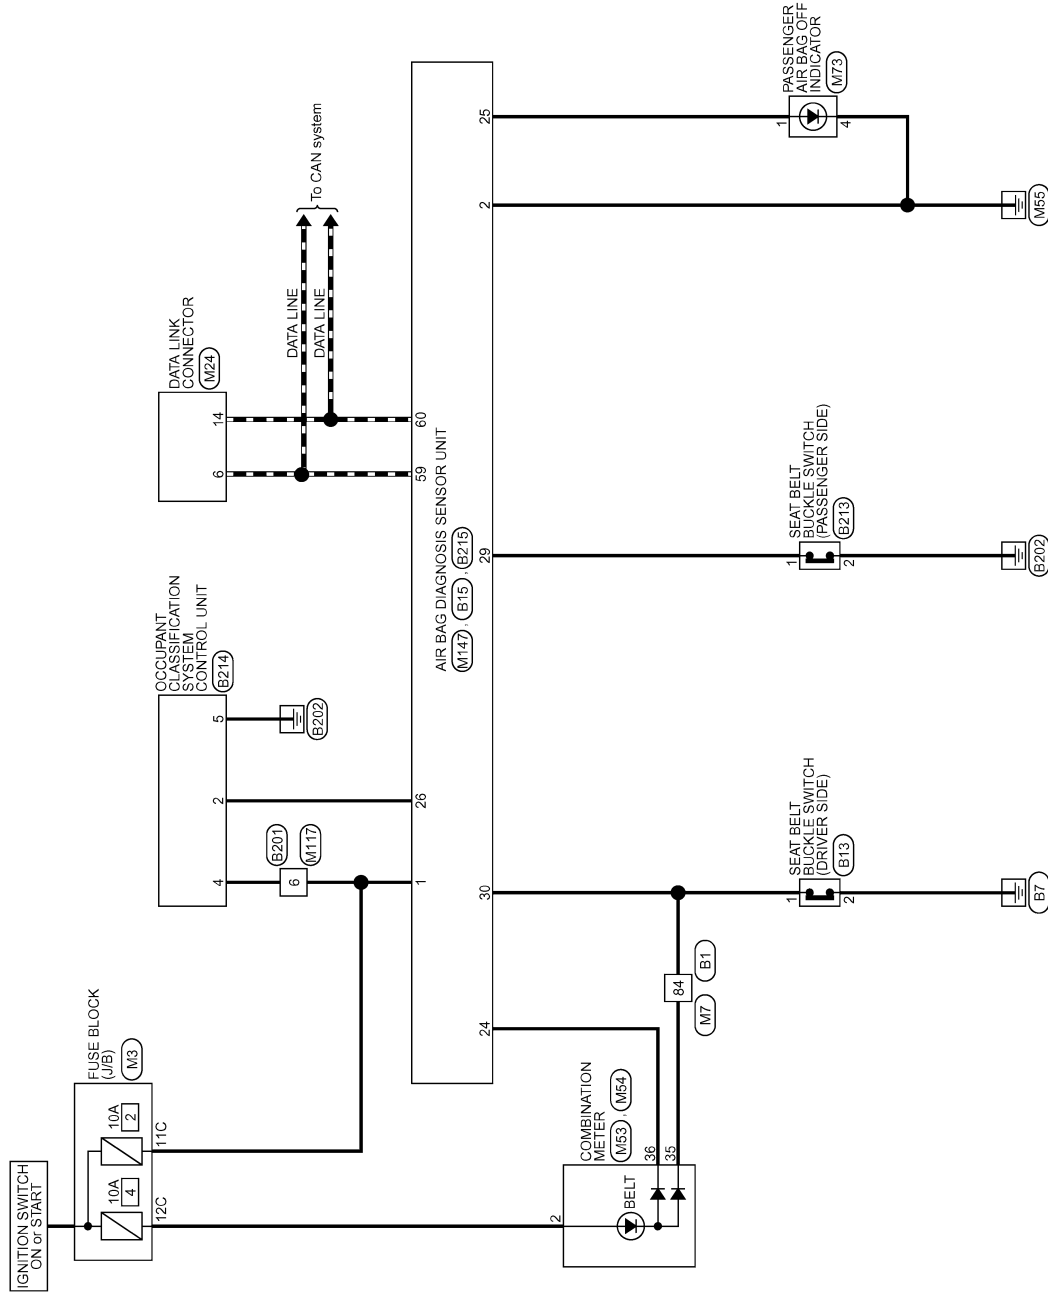 IGNITION SWITCH
ON or START
FUSE BLOCK
(J/B)
M3
10A
4
10A
2
12C
11C
OCCUPANT
CLASSIFICATION
SYSTEM
CONTROL UNIT
B214
4
2
5
6
B201
M117
B202
DATA LINK
CONNECTOR
M24
6
14
DATA LINE
DATA LINE
To CAN system
1
26
59
60
AIR BAG DIAGNOSIS SENSOR UNIT
M147 , B15 , B215
24
30
29
2
25
COMBINATION
METER
M53 , M54
2
BELT
36
35
84
M7
B1
SEAT BELT
BUCKLE SWITCH
(DRIVER SIDE)
B13
1
2
B7
SEAT BELT
BUCKLE SWITCH
(PASSENGER SIDE)
B213
1
2
B202
PASSENGER
AIR BAG OFF
INDICATOR
M73
1
4
M55